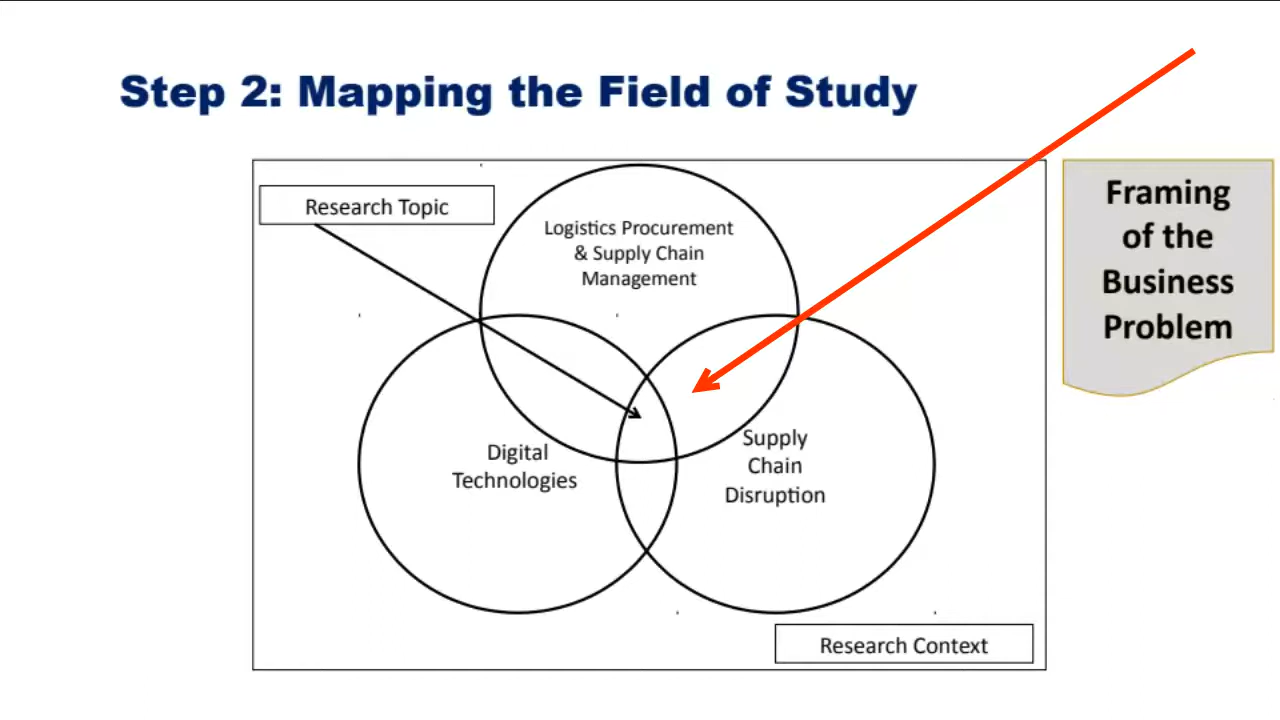 Step 2: Mapping the Field of Study
Research Topic
Logistics Procurement
& Supply Chain
Management
Framing
of the
Business
Problem
Digital
Technologies
Supply
Chain
Disruption
Research Context